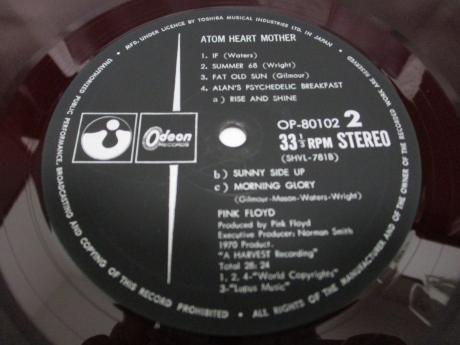 MFD. UNDER LICENCE BY TOSHIBA MUSICAL INDUSTRIES LTD. IN JAPAN
ATOM HEART MOTHER
1. IF (Waters)
2. SUMMER 68 (Wright)
3. FAT OLD SUN (Gilmour)
4. ALAN'S PSYCHEDELIC BREAKFAST
a) RISE AND SHINE
Odeon
RECORDS
OP-80102 2
33 1/3 RPM STEREO
(SHVL-781B)
b) SUNNY SIDE UP
c) MORNING GLORY
(Gilmour-Mason-Waters-Wright)
PINK FLOYD
Produced by Pink Floyd
Executive Producer: Norman Smith
1970 Product.
"A HARVEST Recording"
Total 28:24
1, 2, 4-"World Copyrights"
3-"Lupus Music"
UNAUTHORIZED PUBLIC PERFORMANCE, BROADCASTING AND COPYING OF THIS RECORD PROHIBITED • ALL RIGHTS OF THE MANUFACTURER AND OF THE OWNER OF THE RECORDED WORK ARE RESERVED